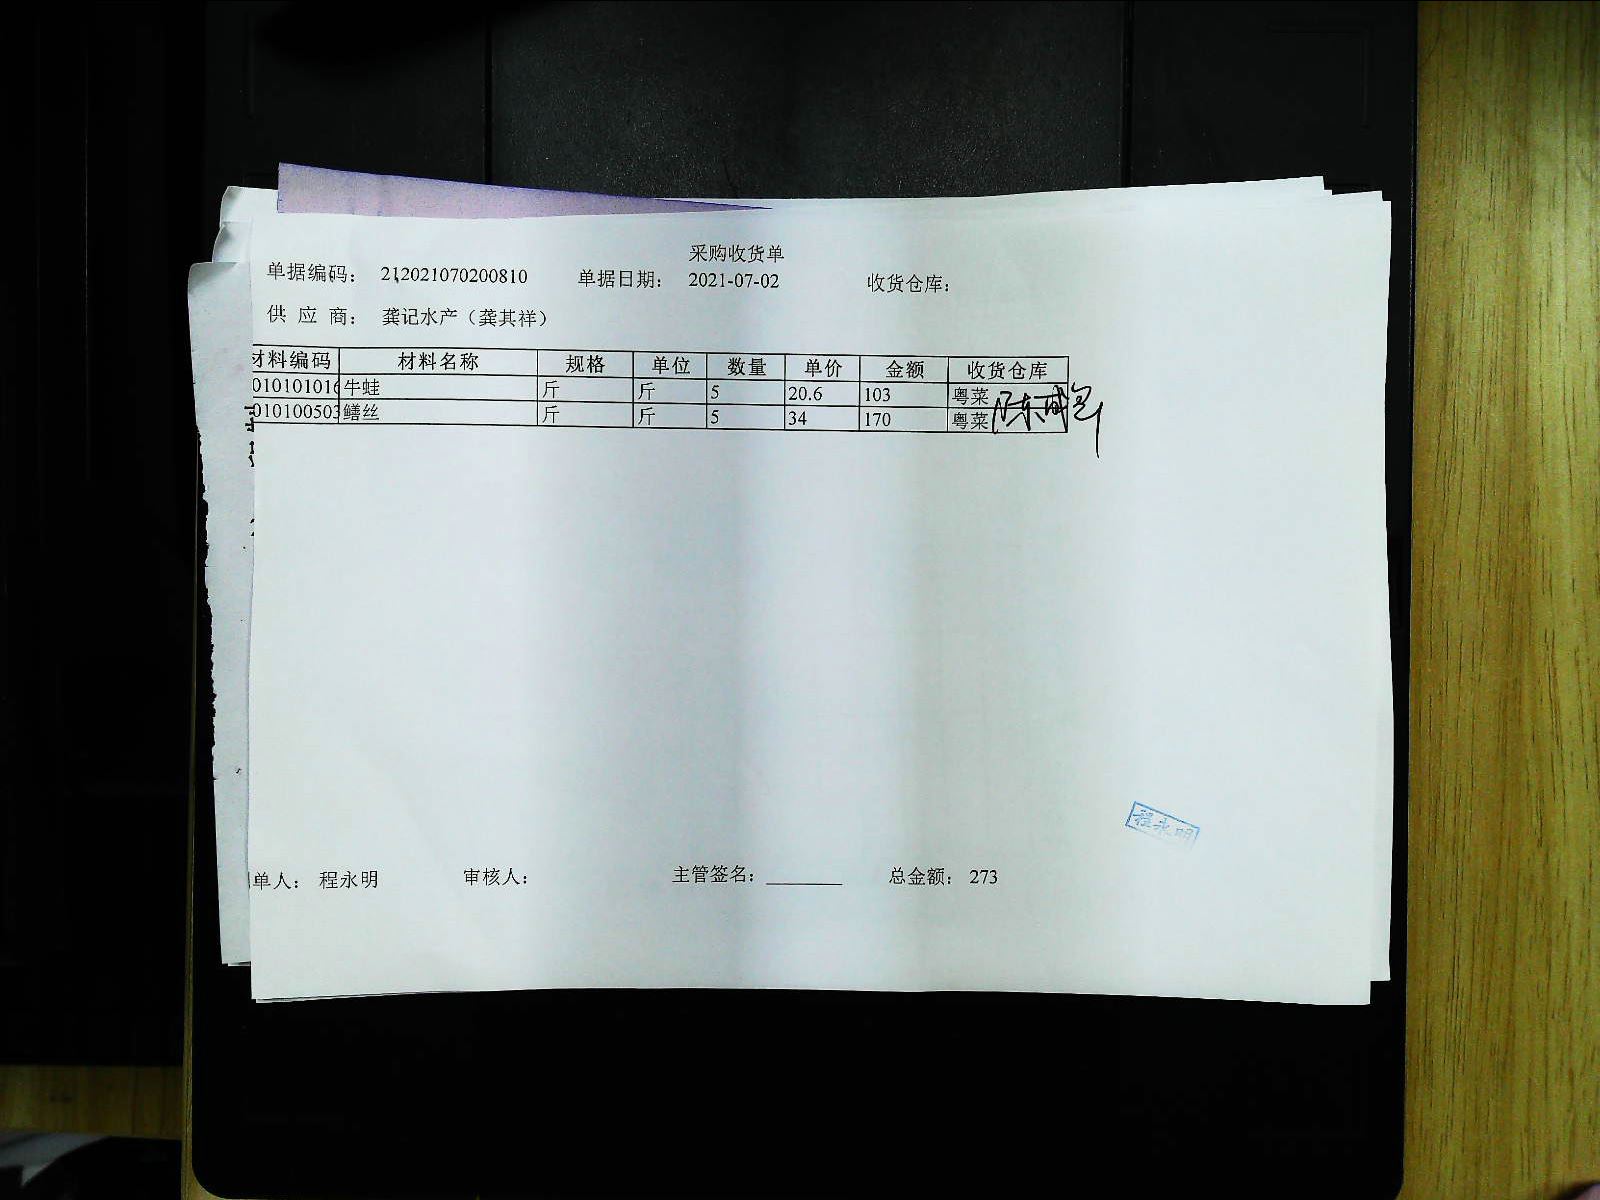 采购收货单
单据编码： 212021070200810 单据日期： 2021-07-02 收货仓库：
供 应 商： 龚记水产（龚其祥）
材料编码 材料名称 规格 单位 数量 单价 金额 收货仓库
010101016 牛蛙 斤 斤 5 20.6 103 粤菜
010100503 鳝丝 斤 斤 5 34 170 粤菜
程永明
单人： 程永明 审核人： 主管签名：________ 总金额： 273